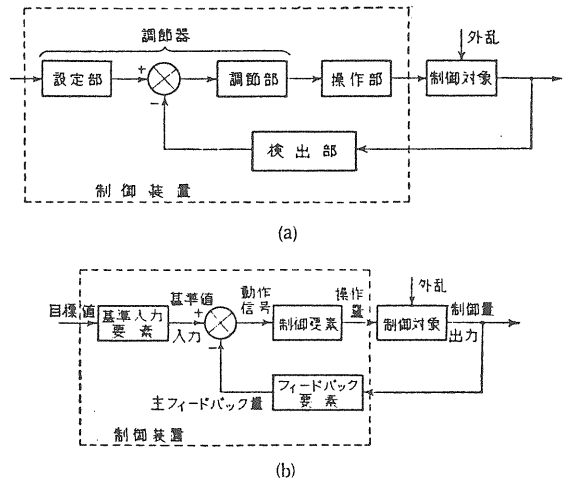 調節器
外乱
設定部
+
調節部
操作部
制御対象
−
検出部
制御装置
(a)
外乱
目標値
基準入力
要素
基準値
入力
+
動作
信号
制御要素
操作
量
制御対象
制御量
出力
−
主フィードバック量
フィードバック
要素
制御装置
(b)